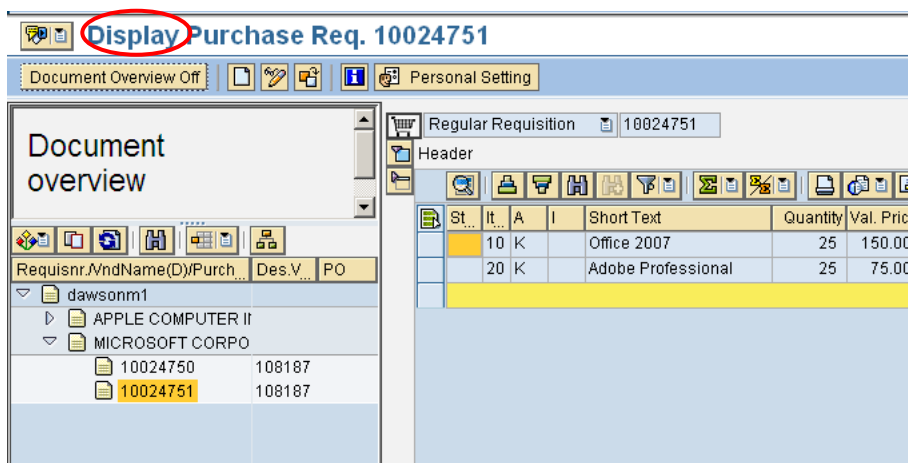 Display Purchase Req. 10024751
Document Overview Off
Personal Setting
Document
overview
Requisnr./VndName(D)/Purch... Des.V... PO
dawsonm1
APPLE COMPUTER II
MICROSOFT CORPO
10024750 108187
10024751 108187
Regular Requisition 10024751
Header
St... It... A I Short Text Quantity Val. Pric
10 K Office 2007 25 150.00
20 K Adobe Professional 25 75.00